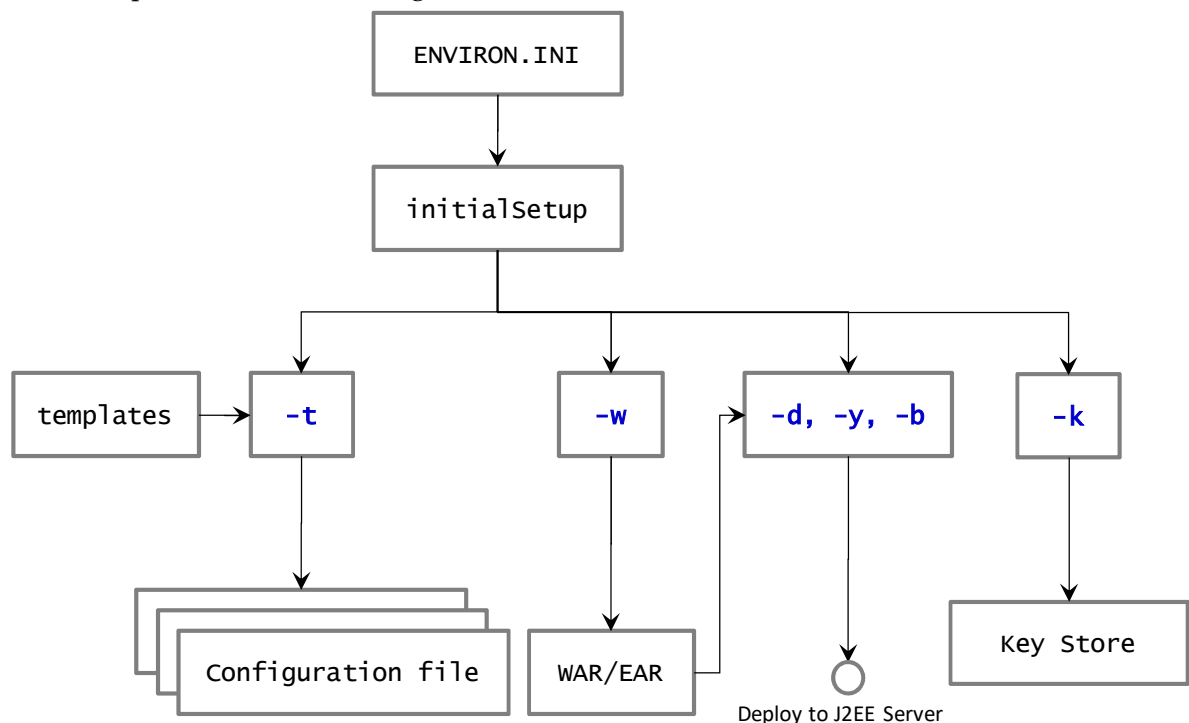 ENVIRON.INI
initialSetup
templates
-t
-w
-d, -y, -b
-k
Configuration file
WAR/EAR
Key Store
Deploy to J2EE Server